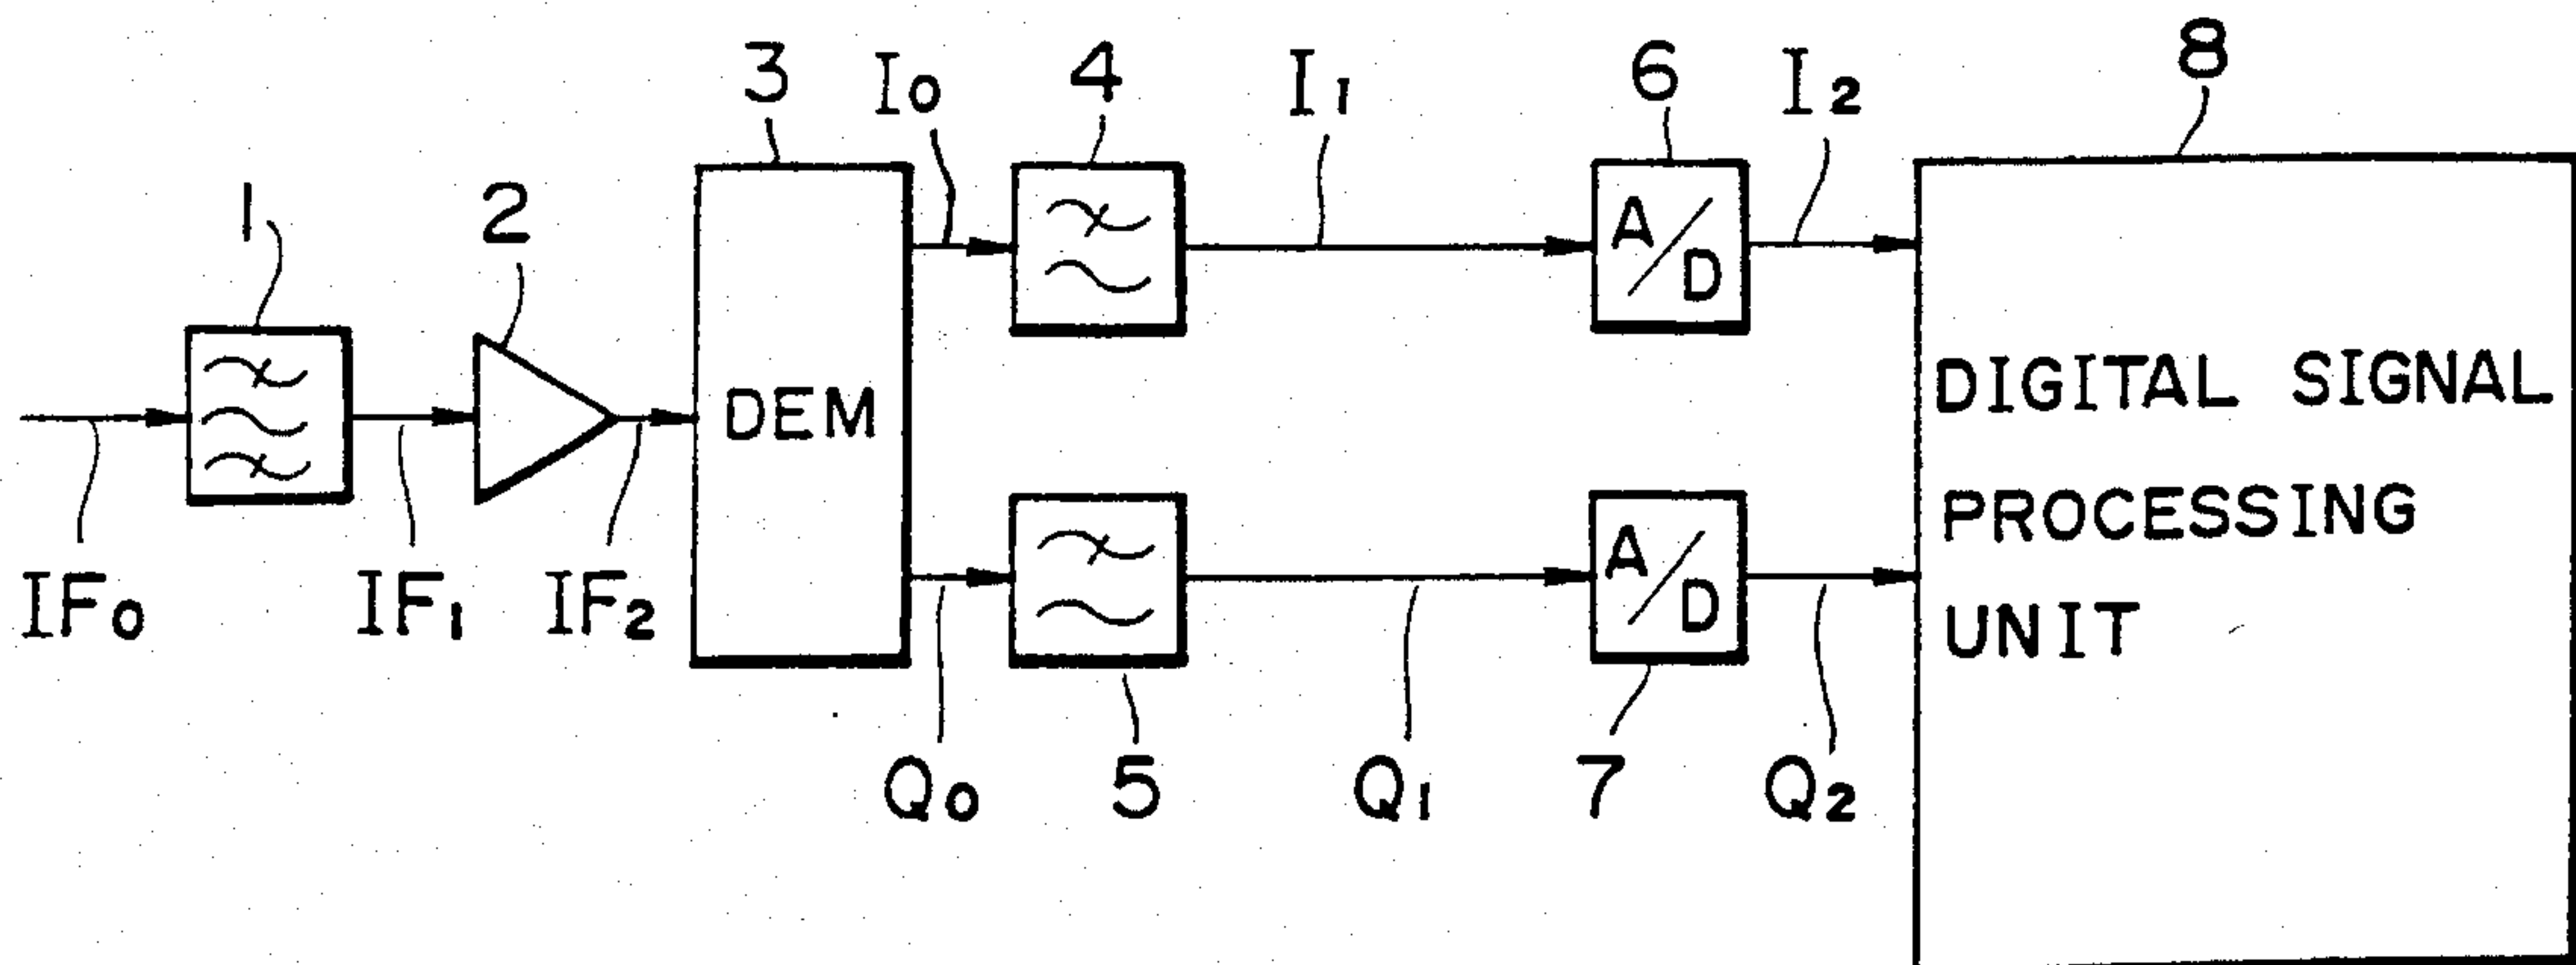 3 I0 4 I1 6 I2 8
1 2
A/D
DEM
DIGITAL SIGNAL
PROCESSING
UNIT
A/D
IF0 IF1 IF2
Q0 5 Q1 7 Q2